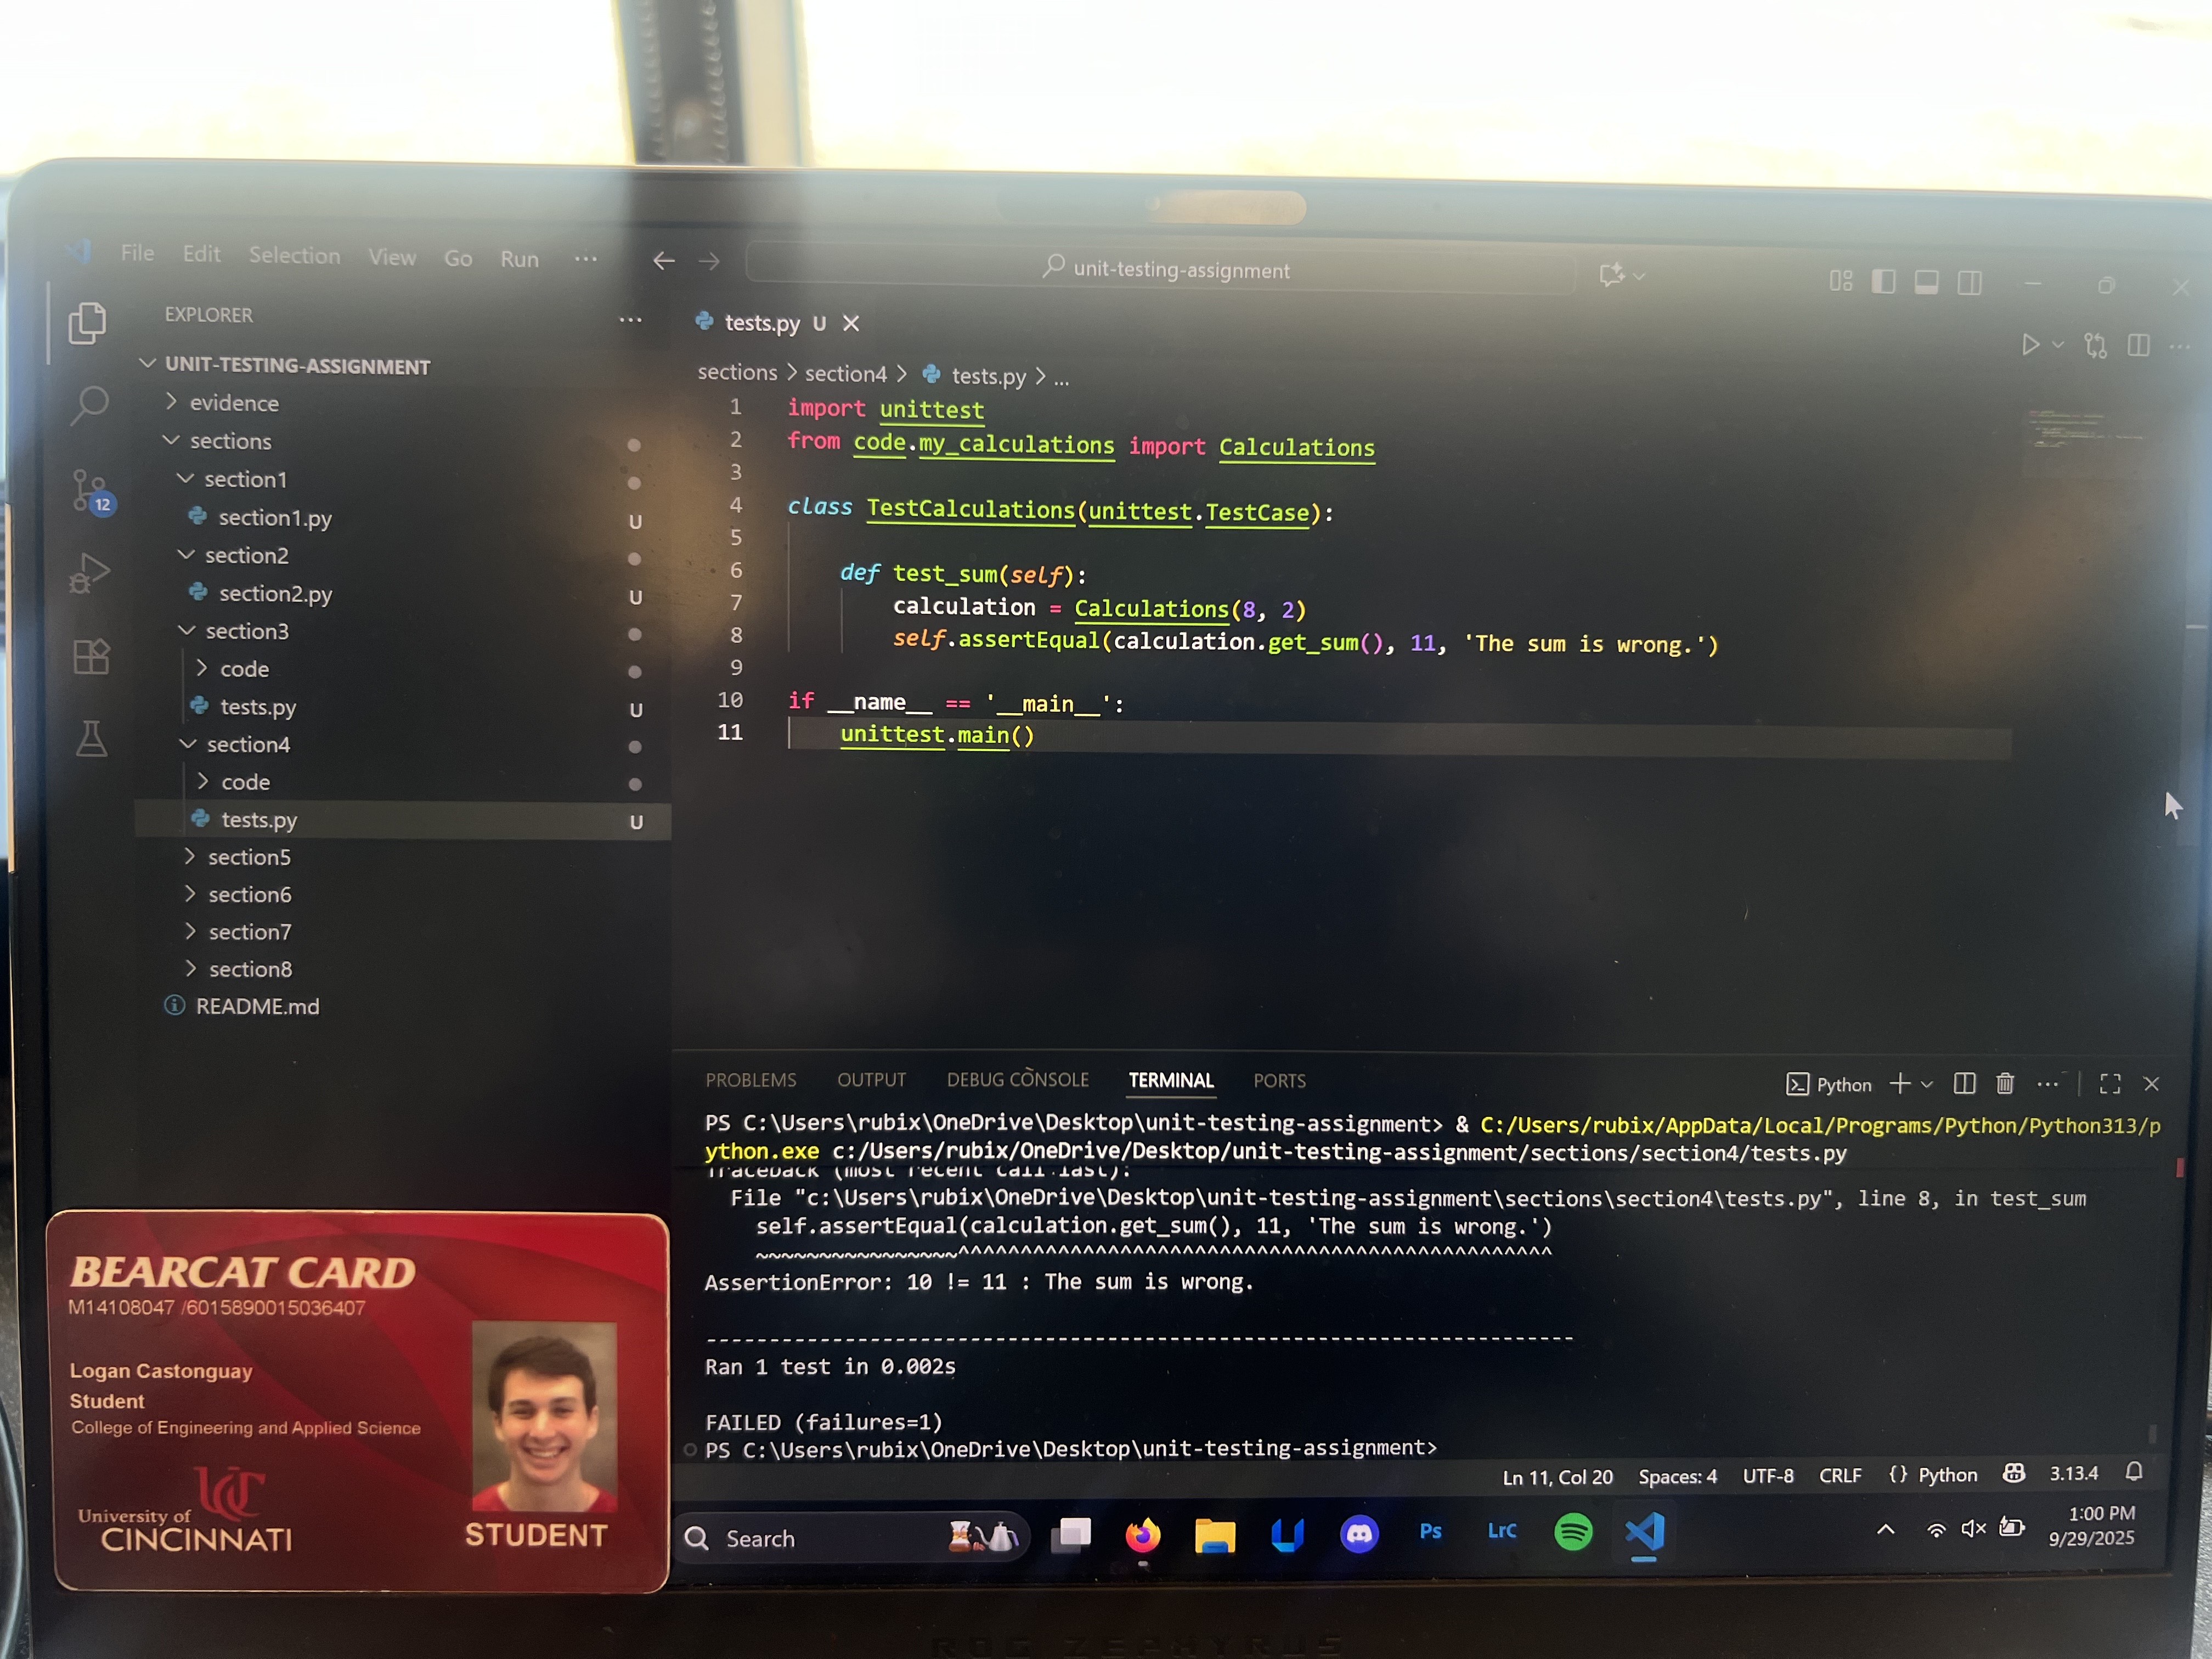 File Edit Selection View Go Run ...
unit-testing-assignment
EXPLORER ...
UNIT-TESTING-ASSIGNMENT
evidence
sections
section1
section1.py U
section2
section2.py U
section3
code
tests.py U
section4
code
tests.py U
section5
section6
section7
section8
README.md
12
tests.py U
sections > section4 > tests.py > ...
1 import unittest
2 from code.my_calculations import Calculations
3
4 class TestCalculations(unittest.TestCase):
5
6 def test_sum(self):
7 calculation = Calculations(8, 2)
8 self.assertEqual(calculation.get_sum(), 11, 'The sum is wrong.')
9
10 if __name__ == '__main__':
11 unittest.main()
PROBLEMS OUTPUT DEBUG CONSOLE TERMINAL PORTS
Python
PS C:\Users\rubix\OneDrive\Desktop\unit-testing-assignment> & C:/Users/rubix/AppData/Local/Programs/Python/Python313/p
ython.exe c:/Users/rubix/OneDrive/Desktop/unit-testing-assignment/sections/section4/tests.py
Traceback (most recent call last):
File "c:\Users\rubix\OneDrive\Desktop\unit-testing-assignment\sections\section4\tests.py", line 8, in test_sum
self.assertEqual(calculation.get_sum(), 11, 'The sum is wrong.')
~~~~~~~~~~~~~~~~^^^^^^^^^^^^^^^^^^^^^^^^^^^^^^^^^^^^^^^^^^^^^^^^
AssertionError: 10 != 11 : The sum is wrong.
----------------------------------------------------------------------
Ran 1 test in 0.002s
FAILED (failures=1)
PS C:\Users\rubix\OneDrive\Desktop\unit-testing-assignment>
Ln 11, Col 20 Spaces: 4 UTF-8 CRLF {} Python 3.13.4
Search
Ps LrC
1:00 PM
9/29/2025
BEARCAT CARD
M14108047 /6015890015036407
Logan Castonguay
Student
College of Engineering and Applied Science
UC
University of
CINCINNATI
STUDENT
ROG ZEPHYRUS